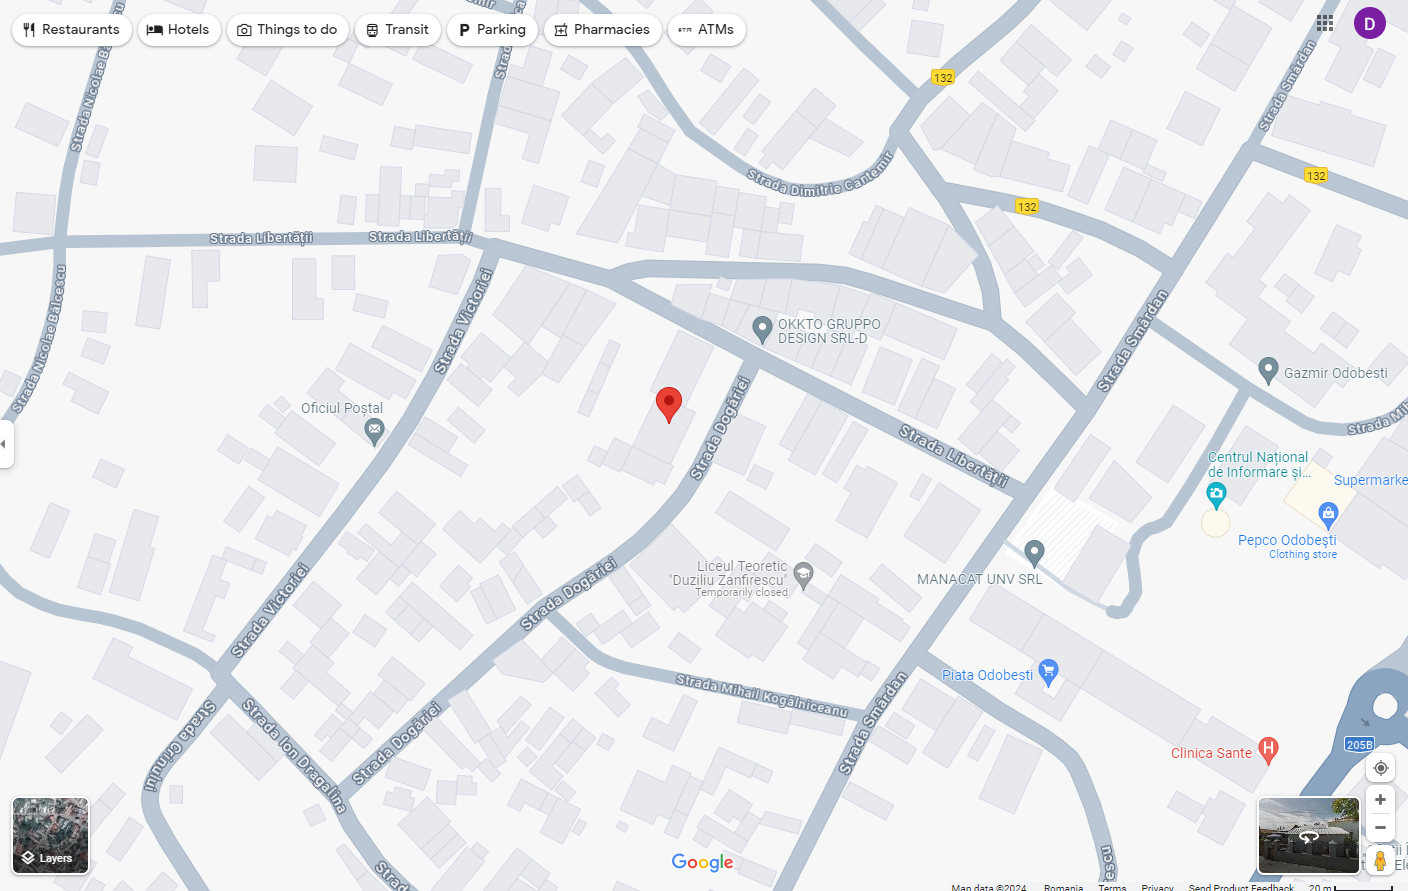 Restaurants
Hotels
Things to do
Transit
Parking
Pharmacies
ATMs
D
132
132
132
Strada Smârdan
Strada Dimitrie Cantemir
Strada Libertății
Strada Libertății
Strada Nicolae Bălcescu
Strada Victoriei
OKKTO GRUPPO
DESIGN SRL-D
Strada Smârdan
Gazmir Odobesti
Oficiul Poștal
Strada Dogăriei
Strada Libertății
Centrul Național
de Informare și...
Supermarke
Pepco Odobești
Clothing store
Liceul Teoretic
"Duziliu Zanfirescu"
Temporarily closed
MANACAT UNV SRL
Strada Victoriei
Strada Dogăriei
Piata Odobesti
Strada Mihail Kogălniceanu
Strada Smârdan
Strada Crinului
Strada Ion Dragalina
Strada Dogăriei
Clinica Sante
205B
Layers
Google
Map data ©2024
Romania
Terms
Privacy
Send Product Feedback
20 m